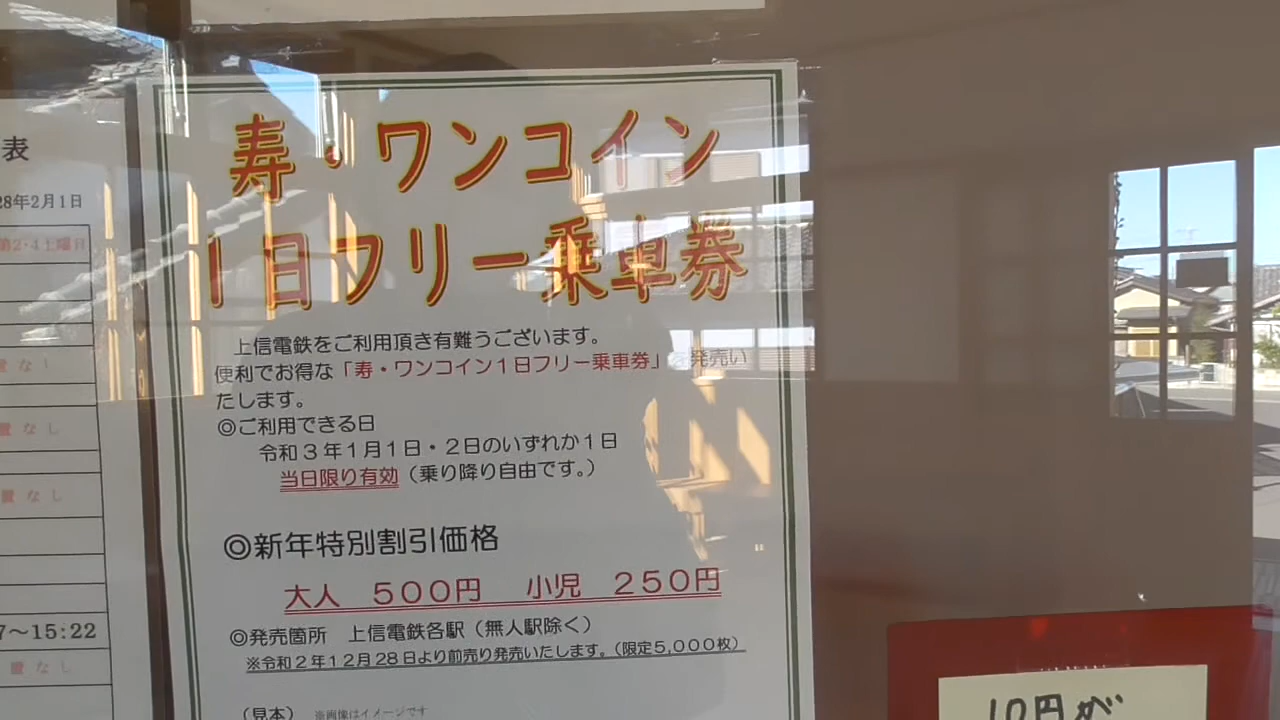 表
28年2月1日
第2·4土曜日
置なし
置なし
置なし
7～15:22
置なし
寿・ワンコイン
1日フリー乗車券
上信電鉄をご利用頂き有難うございます。
便利でお得な「寿・ワンコイン１日フリー乗車券」を発売い
たします。
◎ご利用できる日
令和３年１月１日・２日のいずれか１日
当日限り有効（乗り降り自由です。）
◎新年特別割引価格
大人　５００円　小児　２５０円
◎発売箇所　上信電鉄各駅（無人駅除く）
※令和２年１２月２８日より前売り発売いたします。（限定５,０００枚）
（見本）　※画像はイメージです
10円が